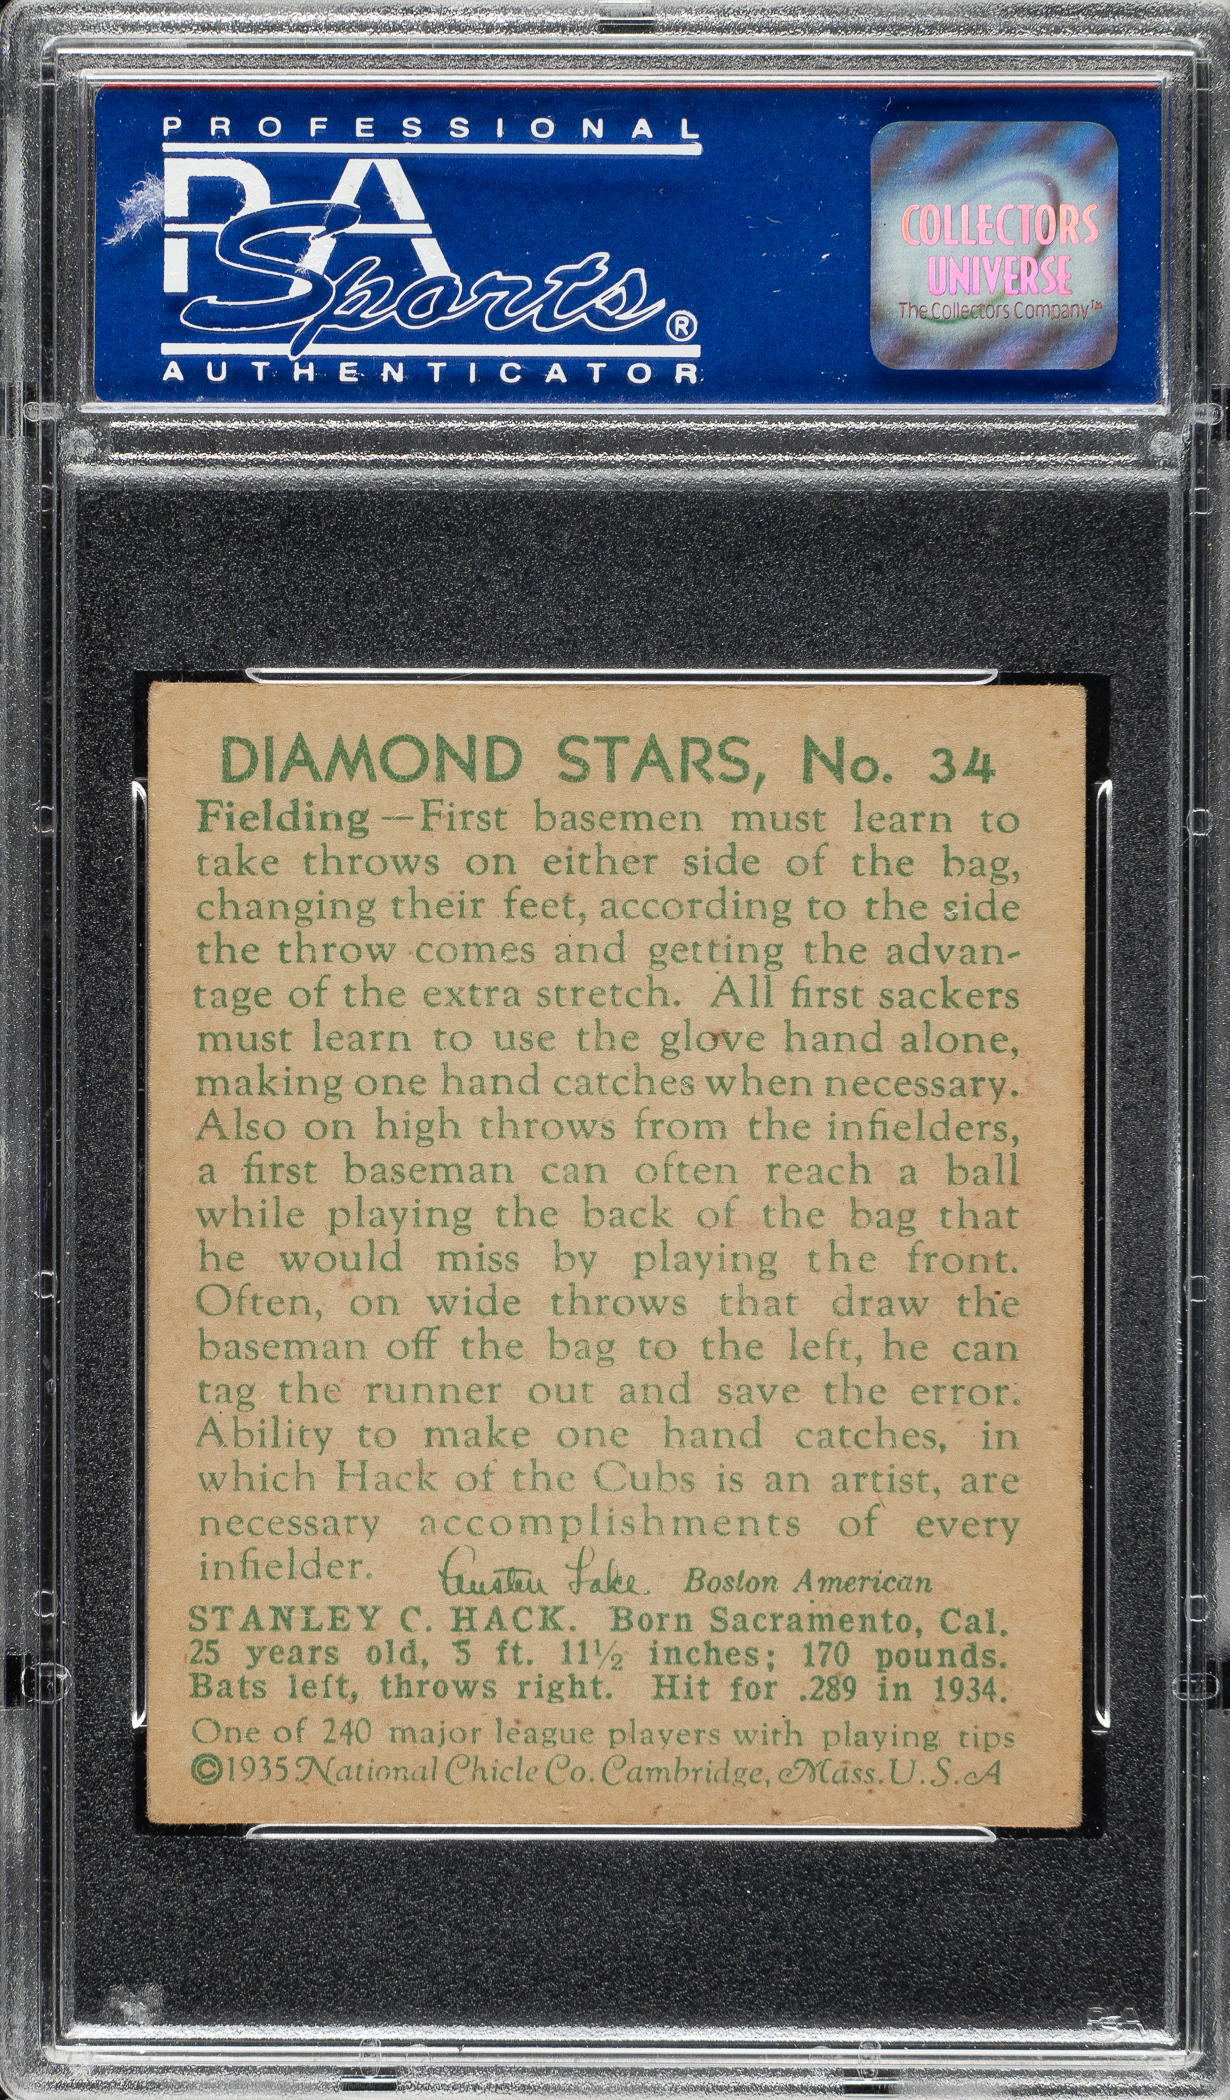 PROFESSIONAL
PSA
Sports®
AUTHENTICATOR
COLLECTORS
UNIVERSE
The Collectors Company™
DIAMOND STARS, No. 34
Fielding—First basemen must learn to
take throws on either side of the bag,
changing their feet, according to the side
the throw comes and getting the advan-
tage of the extra stretch. All first sackers
must learn to use the glove hand alone,
making one hand catches when necessary.
Also on high throws from the infielders,
a first baseman can often reach a ball
while playing the back of the bag that
he would miss by playing the front.
Often, on wide throws that draw the
baseman off the bag to the left, he can
tag the runner out and save the error.
Ability to make one hand catches, in
which Hack of the Cubs is an artist, are
necessary accomplishments of every
infielder. Austen Lake Boston American
STANLEY C. HACK. Born Sacramento, Cal.
25 years old, 5 ft. 11½ inches; 170 pounds.
Bats left, throws right. Hit for .289 in 1934.
One of 240 major league players with playing tips
©1935 National Chicle Co. Cambridge, Mass. U.S.A
PSA